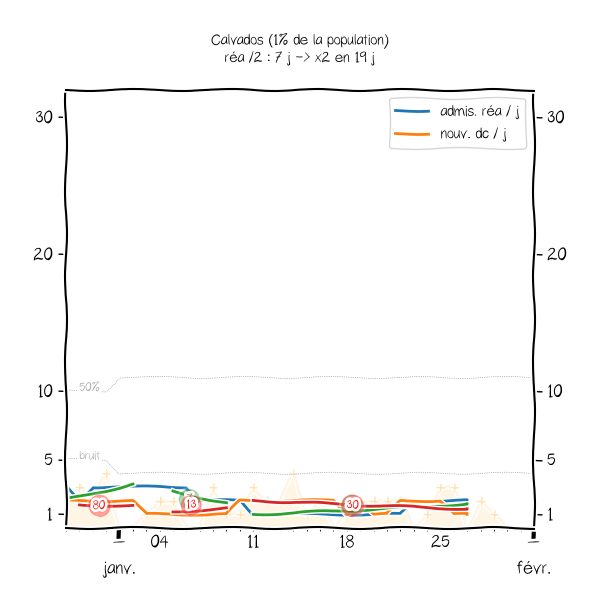 Calvados (1% de la population)
réa /2 : 7 j -> x2 en 19 j
admis. réa / j
nouv. dc / j
30
30
20
20
50%
10
10
bruit
5
5
80
13
30
1
1
04
11
18
25
janv.
févr.